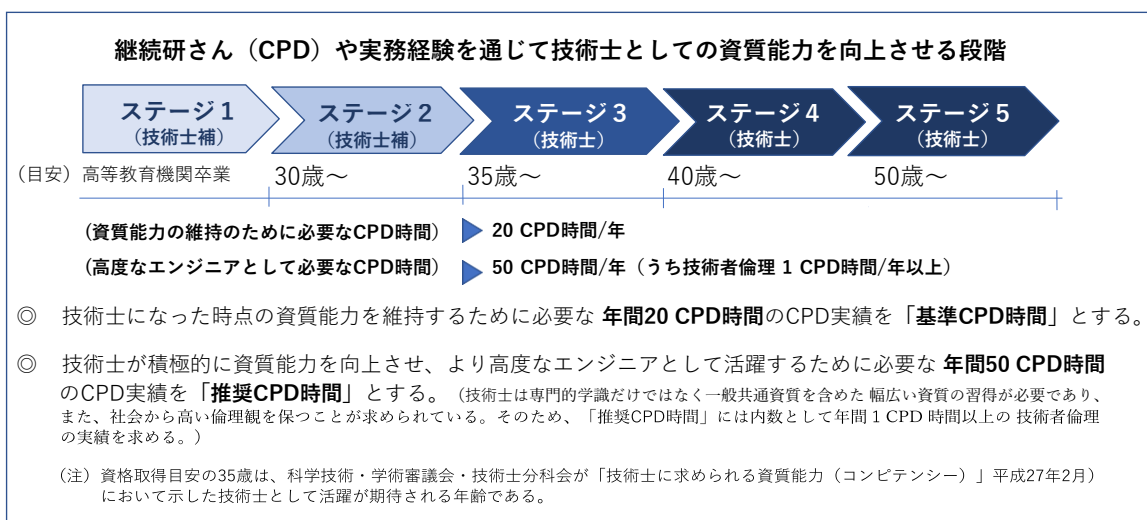 継続研さん（CPD）や実務経験を通じて技術士としての資質能力を向上させる段階
ステージ１ ステージ２ ステージ３ ステージ４ ステージ５
（技術士補） （技術士補） （技術士） （技術士） （技術士）
（目安）高等教育機関卒業 30歳～ 35歳～ 40歳～ 50歳～
（資質能力の維持のために必要なCPD時間） 20 CPD時間/年
（高度なエンジニアとして必要なCPD時間） 50 CPD時間/年（うち技術者倫理 1 CPD時間/年以上）
◎ 技術士になった時点の資質能力を維持するために必要な 年間20 CPD時間のCPD実績を「基準CPD時間」とする。
◎ 技術士が積極的に資質能力を向上させ、より高度なエンジニアとして活躍するために必要な 年間50 CPD時間
のCPD実績を「推奨CPD時間」とする。（技術士は専門的学識だけではなく一般共通資質を含めた 幅広い資質の習得が必要であり、
また、社会から高い倫理観を保つことが求められている。そのため、「推奨CPD時間」には内数として年間 1 CPD 時間以上の 技術者倫理
の実績を求める。）
（注）資格取得目安の35歳は、科学技術・学術審議会・技術士分科会が「技術士に求められる資質能力（コンピテンシー）」平成27年2月）
において示した技術士として活躍が期待される年齢である。